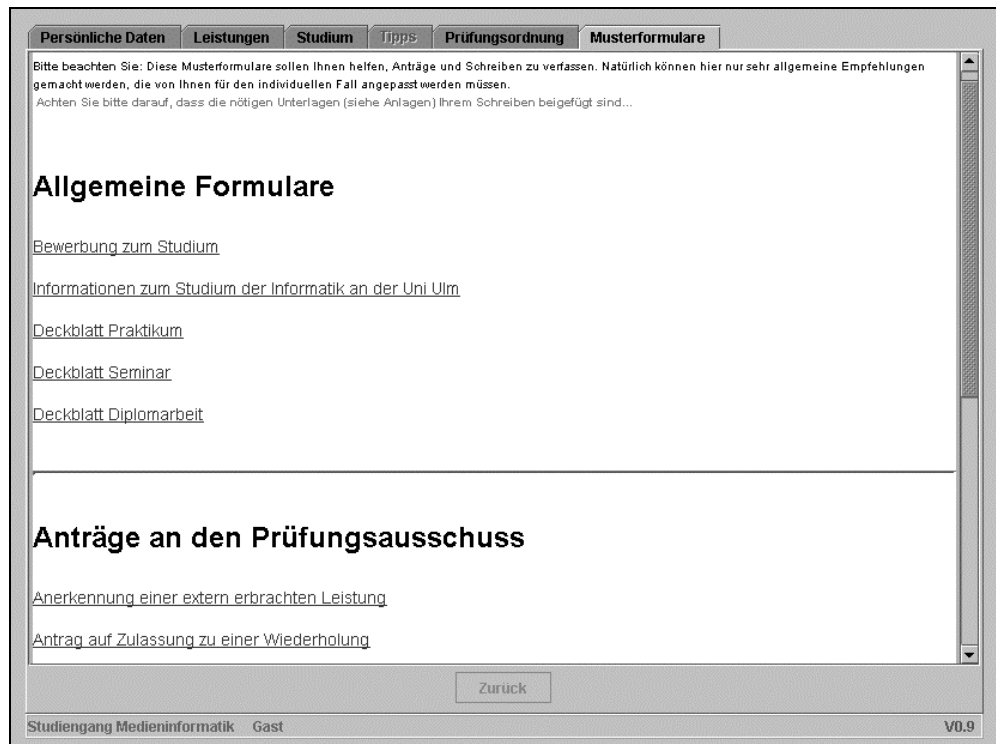 Persönliche Daten Leistungen Studium Tipps Prüfungsordnung Musterformulare
Bitte beachten Sie: Diese Musterformulare sollen Ihnen helfen, Anträge und Schreiben zu verfassen. Natürlich können hier nur sehr allgemeine Empfehlungen
gemacht werden, die von Ihnen für den individuellen Fall angepasst werden müssen.
Achten Sie bitte darauf, dass die nötigen Unterlagen (siehe Anlagen) Ihrem Schreiben beigefügt sind...
Allgemeine Formulare
Bewerbung zum Studium
Informationen zum Studium der Informatik an der Uni Ulm
Deckblatt Praktikum
Deckblatt Seminar
Deckblatt Diplomarbeit
Anträge an den Prüfungsausschuss
Anerkennung einer extern erbrachten Leistung
Antrag auf Zulassung zu einer Wiederholung
Zurück
Studiengang Medieninformatik Gast V0.9